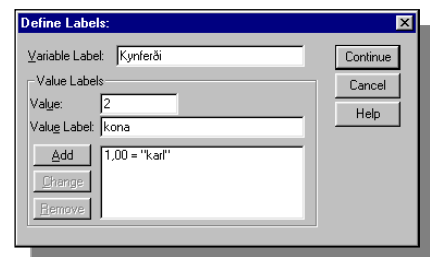 Define Labels:
Variable Label: Kynferði
Continue
Value Labels
Cancel
Value: 2
Help
Value Label: kona
Add
1,00 = "karl"
Change
Remove